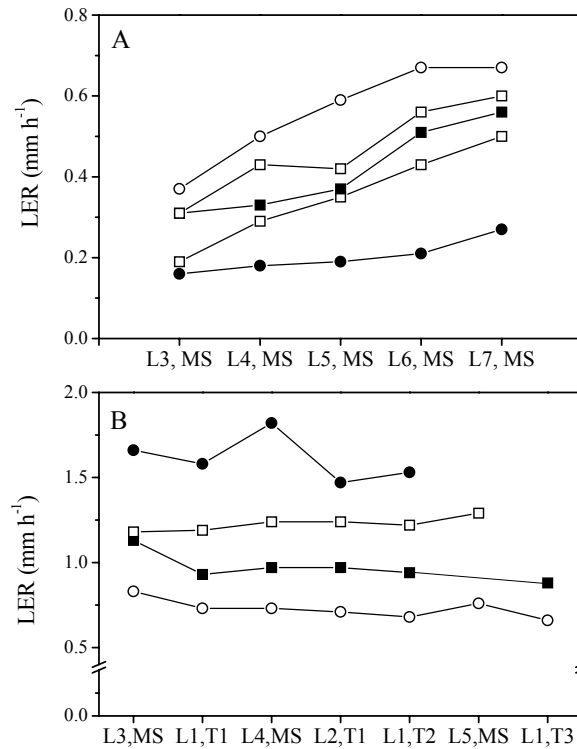 A
0.8
0.6
0.4
0.2
0.0
LER (mm h⁻¹)
L3, MS L4, MS L5, MS L6, MS L7, MS
B
2.0
1.5
1.0
0.5
0.0
LER (mm h⁻¹)
L3,MS L1,T1 L4,MS L2,T1 L1,T2 L5,MS L1,T3